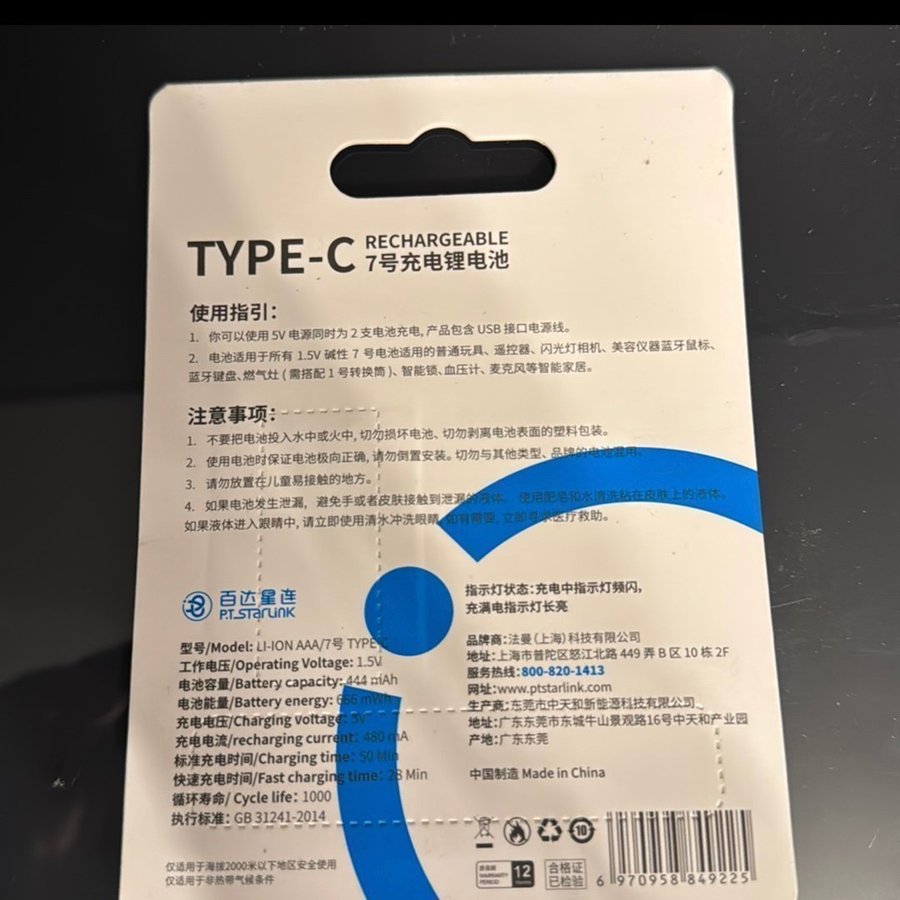 TYPE-C RECHARGEABLE
7号充电锂电池
使用指引：
1. 你可以使用 5V 电源同时为 2 支电池充电, 产品包含 USB 接口电源线。
2. 电池适用于所有 1.5V 碱性 7 号电池适用的普通玩具、遥控器、闪光灯相机、美容仪器蓝牙鼠标、
蓝牙键盘、燃气灶 ( 需搭配 1 号转换筒 )、智能锁、血压计、麦克风等智能家居。
注意事项：
1. 不要把电池投入水中或火中, 切勿损坏电池、切勿剥离电池表面的塑料包装。
2. 使用电池时保证电池极向正确, 请勿倒置安装。切勿与其他类型、品牌的电池混用。
3. 请勿放置在儿童易接触的地方。
4. 如果电池发生泄漏, 避免手或者皮肤接触到泄漏的液体。 使用肥皂和水清洗粘在皮肤上的液体。
如果液体进入眼睛中, 请立即使用清水冲洗眼睛, 如有需要, 立即寻求医疗救助。
百达星连
P.T.STARLINK
型号/Model: LI-ION AAA/7号 TYPE-C
工作电压/Operating Voltage: 1.5V
电池容量/Battery capacity: 444 mAh
电池能量/Battery energy: 666 mWh
充电电压/Charging voltage: 5V
充电电流/recharging current: 480 mA
标准充电时间/Charging time: 50 Min
快速充电时间/Fast charging time: 28 Min
循环寿命/ Cycle life: 1000
执行标准: GB 31241-2014
仅适用于海拔2000米以下地区安全使用
仅适用于非热带气候条件
指示灯状态：充电中指示灯频闪,
充满电指示灯长亮
品牌商：法曼（上海）科技有限公司
地址：上海市普陀区怒江北路 449 弄 B 区 10 栋 2F
服务热线：800-820-1413
网址：www.ptstarlink.com
生产商：东莞市中天和新能源科技有限公司
地址：广东东莞市东城牛山景观路16号中天和产业园
产地：广东东莞
中国制造 Made in China
10
WARRANTY
PERIOD
12
合格证
已检验
6 970958 849225